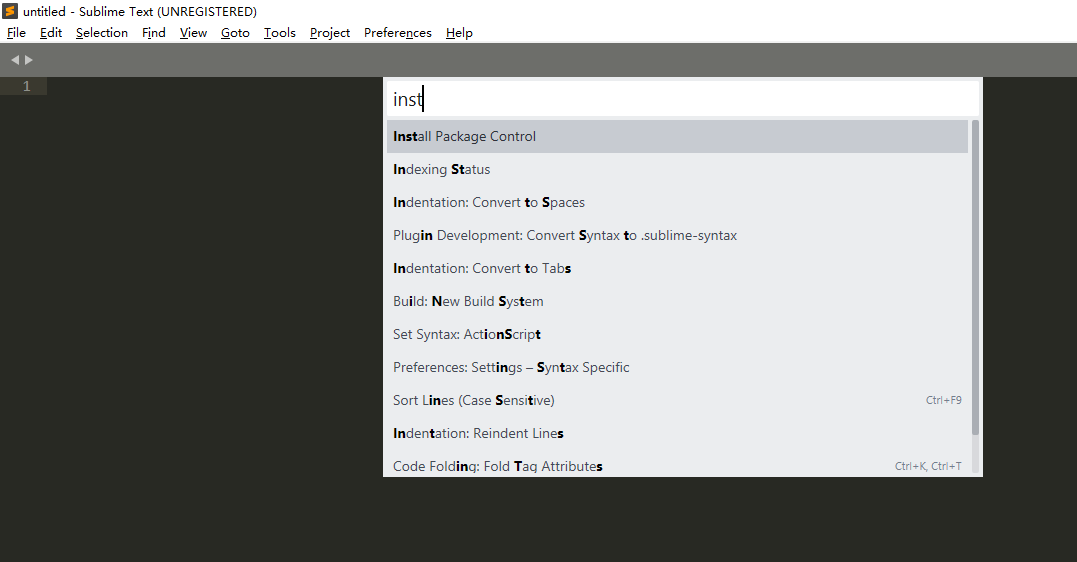 untitled - Sublime Text (UNREGISTERED)
File Edit Selection Find View Goto Tools Project Preferences Help
1
inst
Install Package Control
Indexing Status
Indentation: Convert to Spaces
Plugin Development: Convert Syntax to .sublime-syntax
Indentation: Convert to Tabs
Build: New Build System
Set Syntax: ActionScript
Preferences: Settings – Syntax Specific
Sort Lines (Case Sensitive) Ctrl+F9
Indentation: Reindent Lines
Code Folding: Fold Tag Attributes Ctrl+K, Ctrl+T